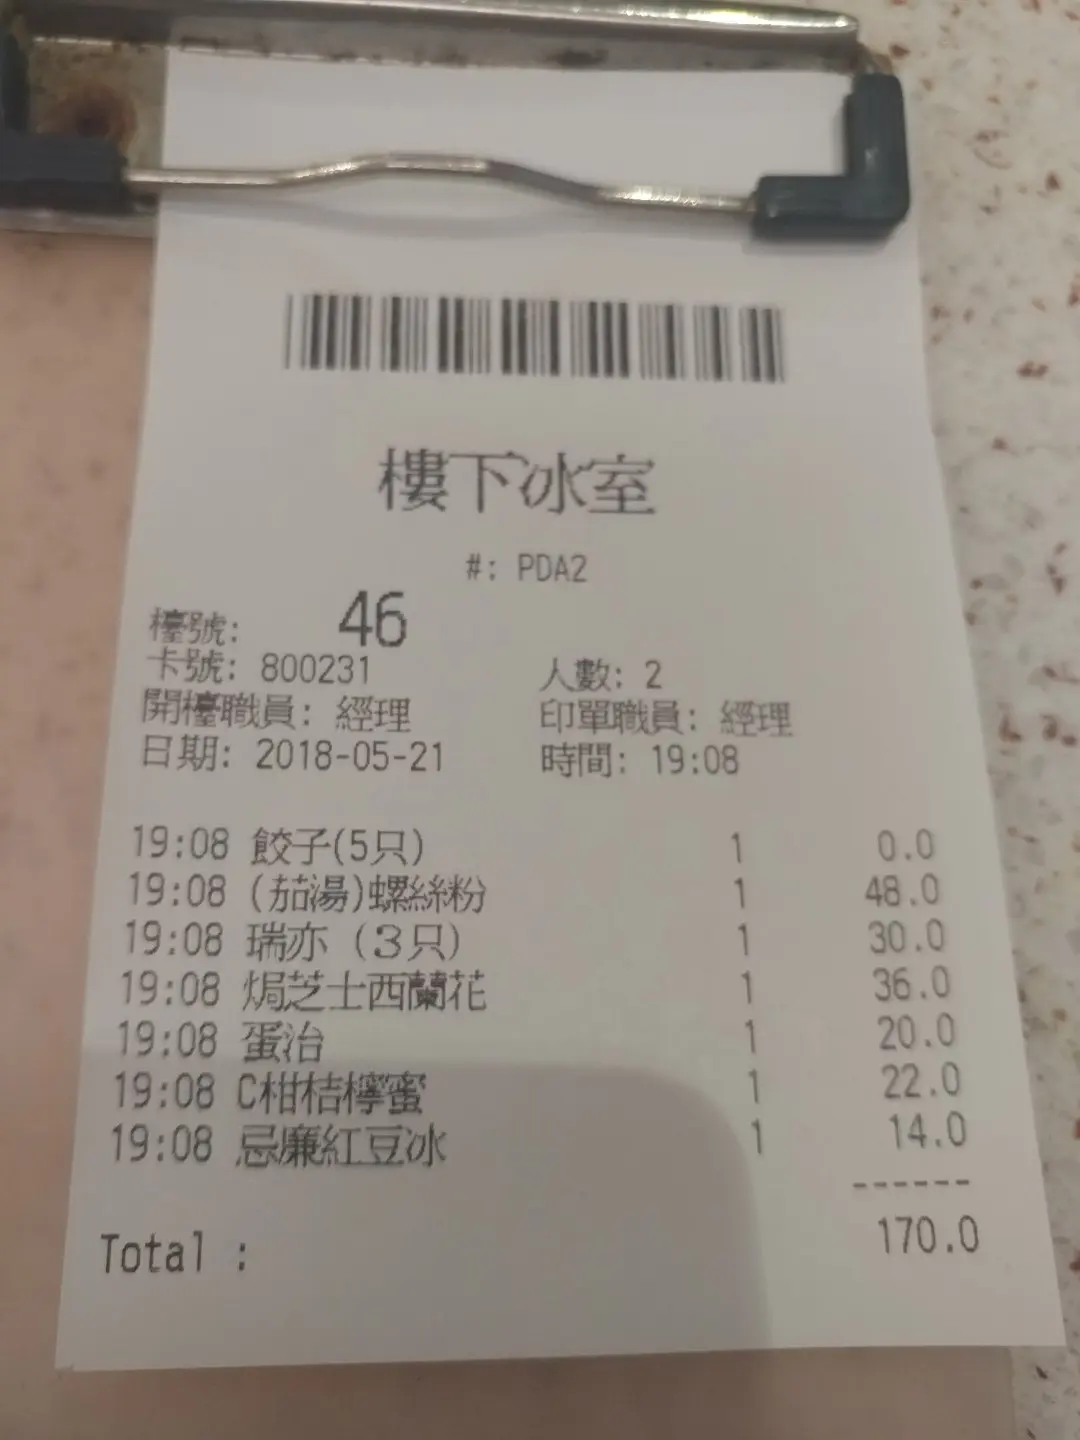 樓下冰室
#: PDA2
檯號: 46
卡號: 800231 人數: 2
開檯職員: 經理 印單職員: 經理
日期: 2018-05-21 時間: 19:08
19:08 餃子(5只) 1 0.0
19:08 (茄湯)螺絲粉 1 48.0
19:08 瑞亦 (3只) 1 30.0
19:08 焗芝士西蘭花 1 36.0
19:08 蛋治 1 20.0
19:08 C柑桔檸蜜 1 22.0
19:08 忌廉紅豆冰 1 14.0
------
Total : 170.0